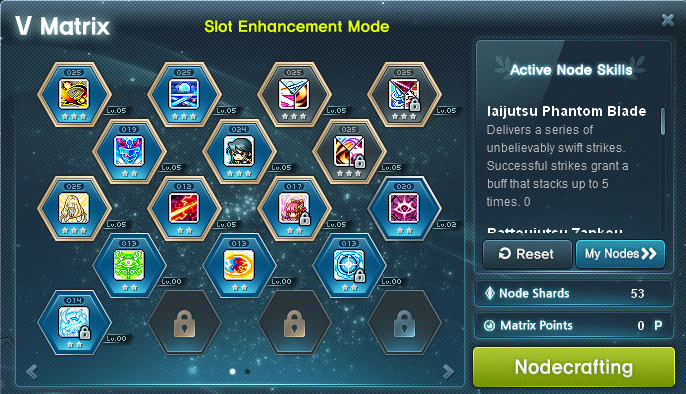 V Matrix
Slot Enhancement Mode
025 025 025 025
Lv.05 Lv.05 Lv.05 Lv.05
019 024 025
Lv.05 Lv.05 Lv.05
025 012 017 020
Lv.05 Lv.05 Lv.05 Lv.02
013 013 013
Lv.00 Lv.00 Lv.00
014
Lv.00
Active Node Skills
Iaijutsu Phantom Blade
Delivers a series of
unbelievably swift strikes.
Successful strikes grant a
buff that stacks up to 5
times. 0
Battoujutsu Zankou
Reset
My Nodes
Node Shards 53
Matrix Points 0 P
Nodecrafting